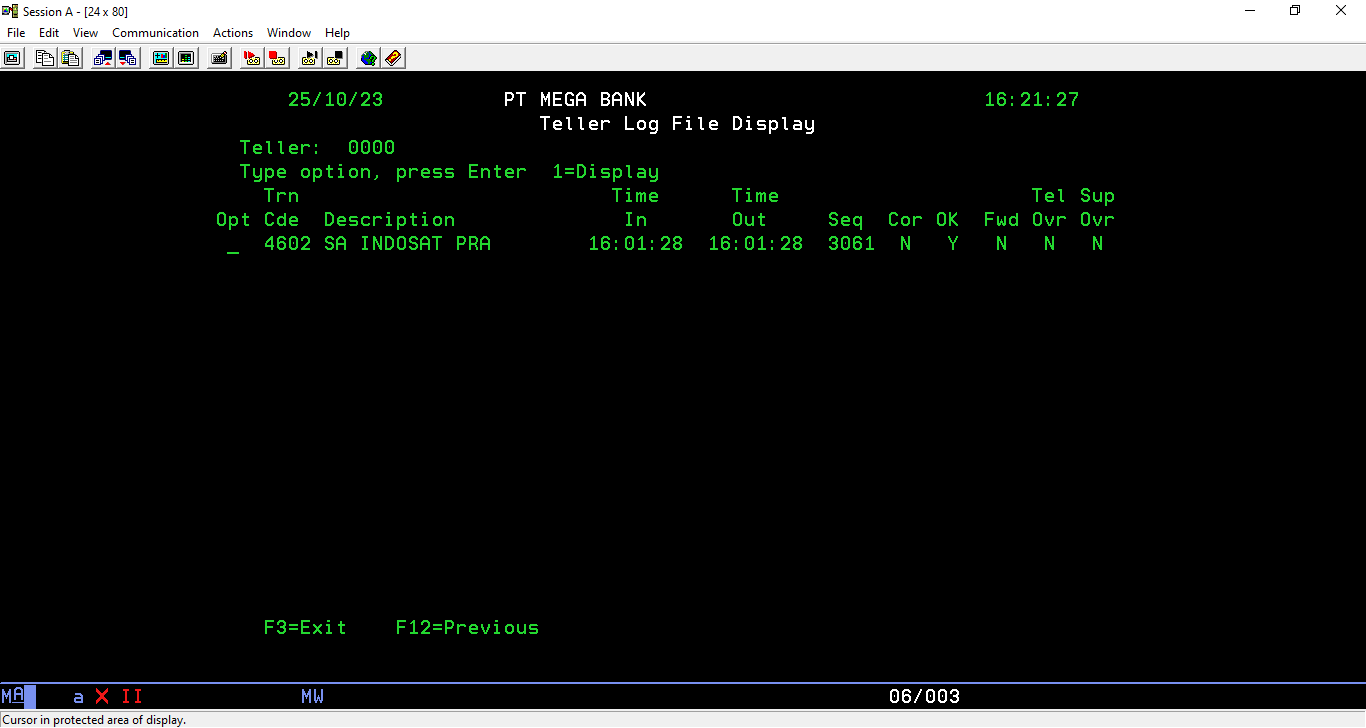 Session A - [24 x 80]
File Edit View Communication Actions Window Help
25/10/23 PT MEGA BANK 16:21:27
Teller Log File Display
Teller: 0000
Type option, press Enter 1=Display
Trn Time Time Tel Sup
Opt Cde Description In Out Seq Cor OK Fwd Ovr Ovr
_ 4602 SA INDOSAT PRA 16:01:28 16:01:28 3061 N Y N N N
F3=Exit F12=Previous
MA a X II MW 06/003
Cursor in protected area of display.